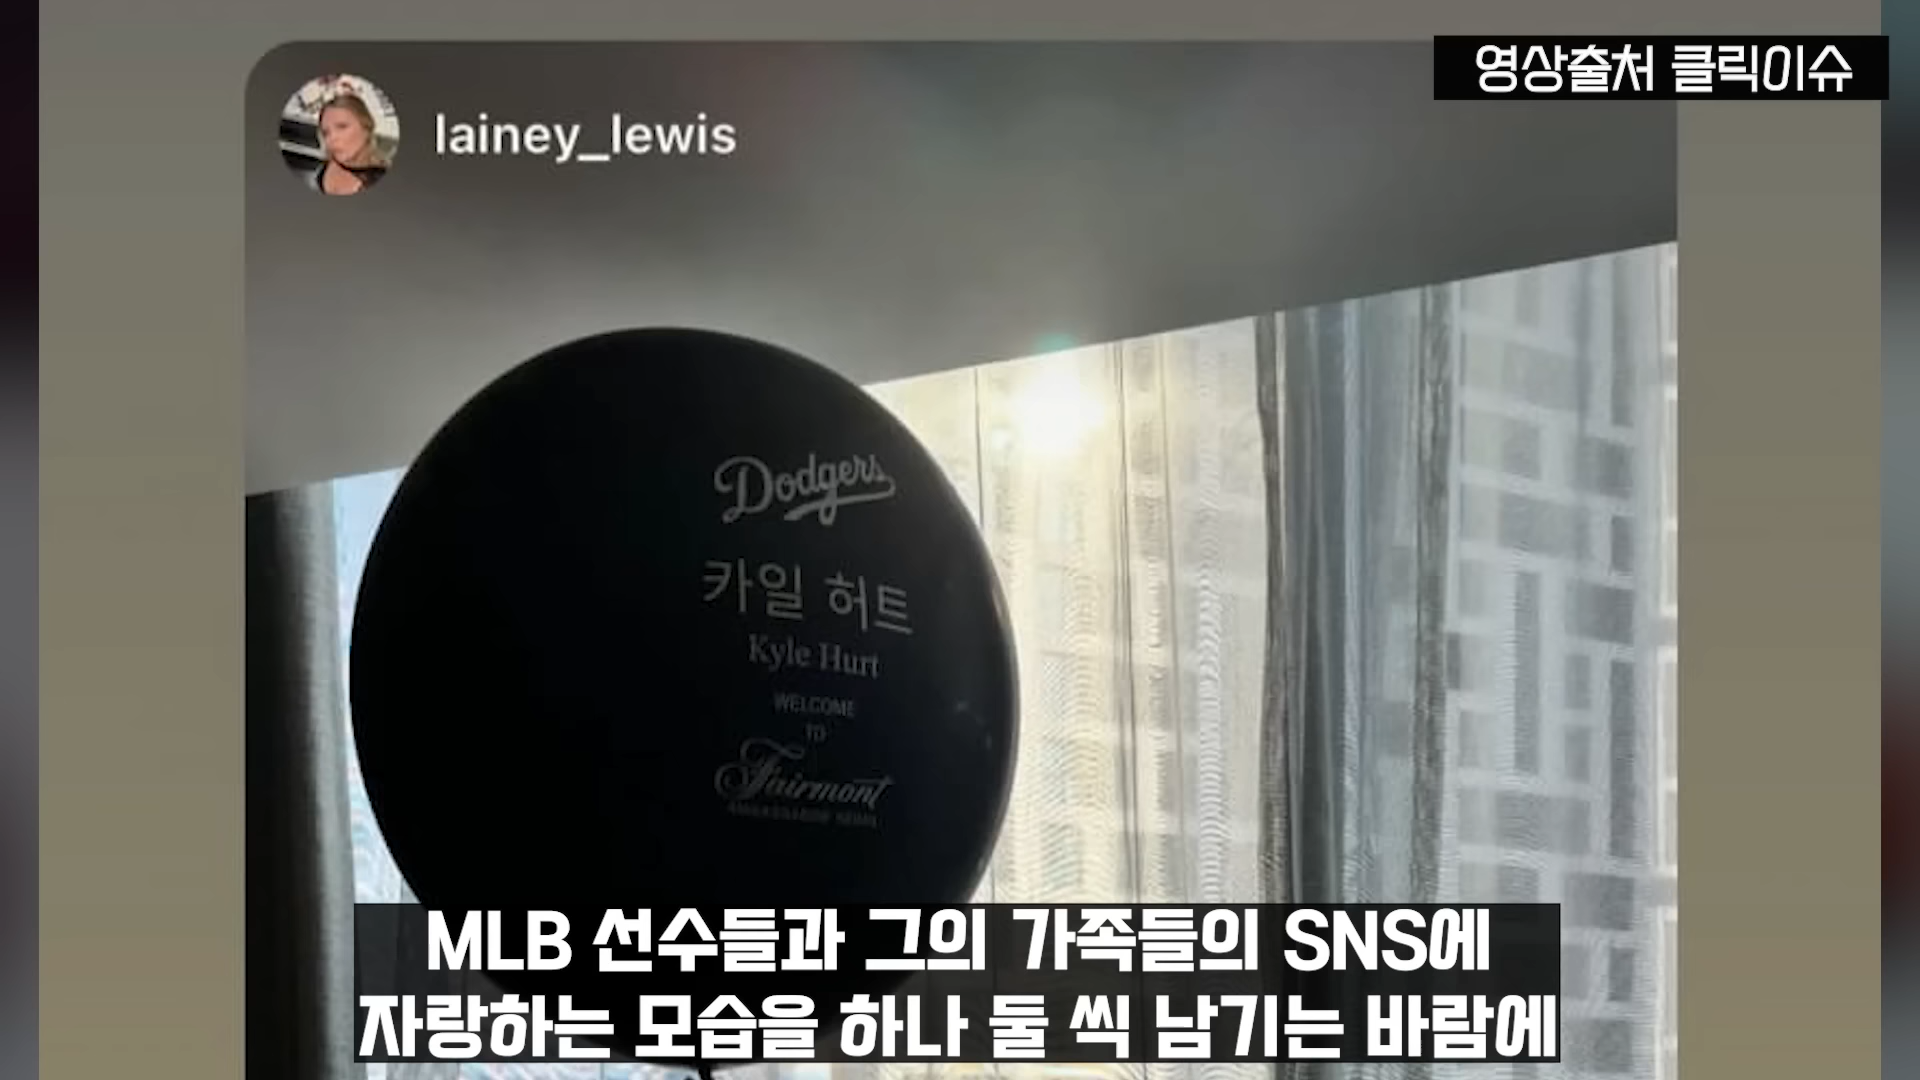 영상출처 클릭이슈
lainey_lewis
Dodgers
카일 허트
Kyle Hurt
WELCOME
TO
Fairmont
MLB 선수들과 그의 가족들의 SNS에
자랑하는 모습을 하나 둘 씩 남기는 바람에